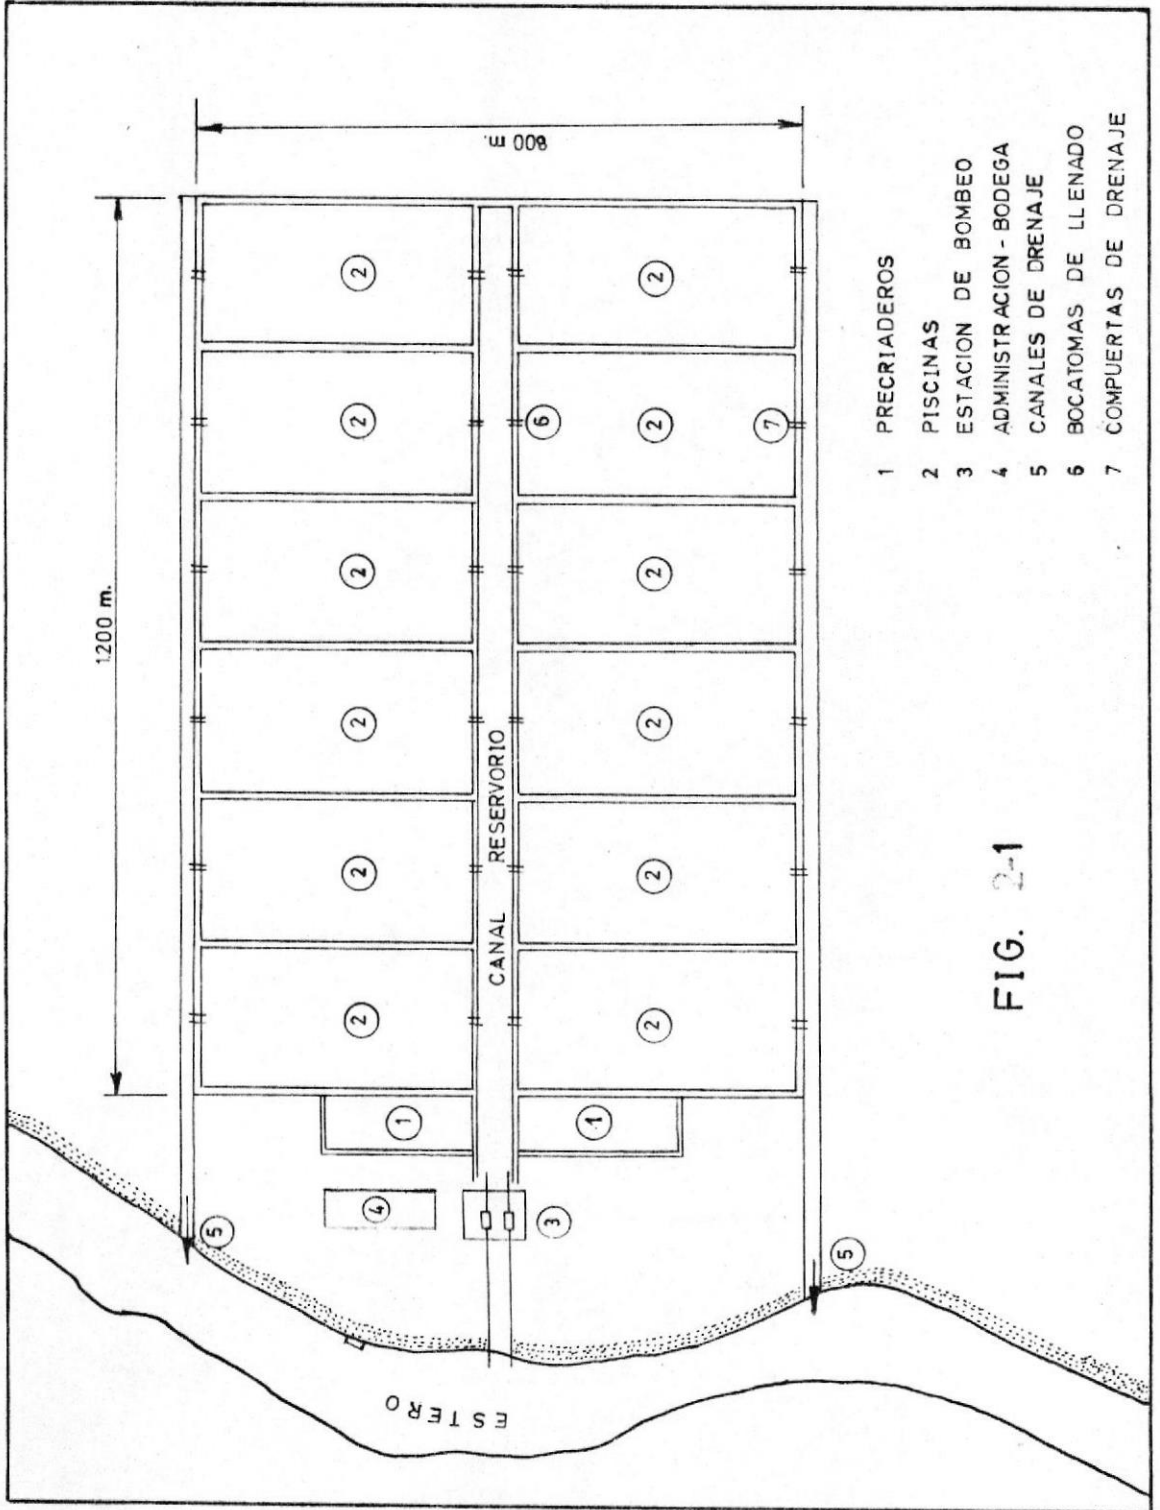 1200 m.
5
2 2 2 2 2 2
4 1
ESTERO
CANAL RESERVORIO
800 m.
6
3 1 2 2 2 2 2 2
7
5
1 PRECRIADEROS
2 PISCINAS
3 ESTACION DE BOMBEO
4 ADMINISTRACION - BODEGA
5 CANALES DE DRENAJE
6 BOCATOMAS DE LLENADO
7 COMPUERTAS DE DRENAJE
FIG. 2-1